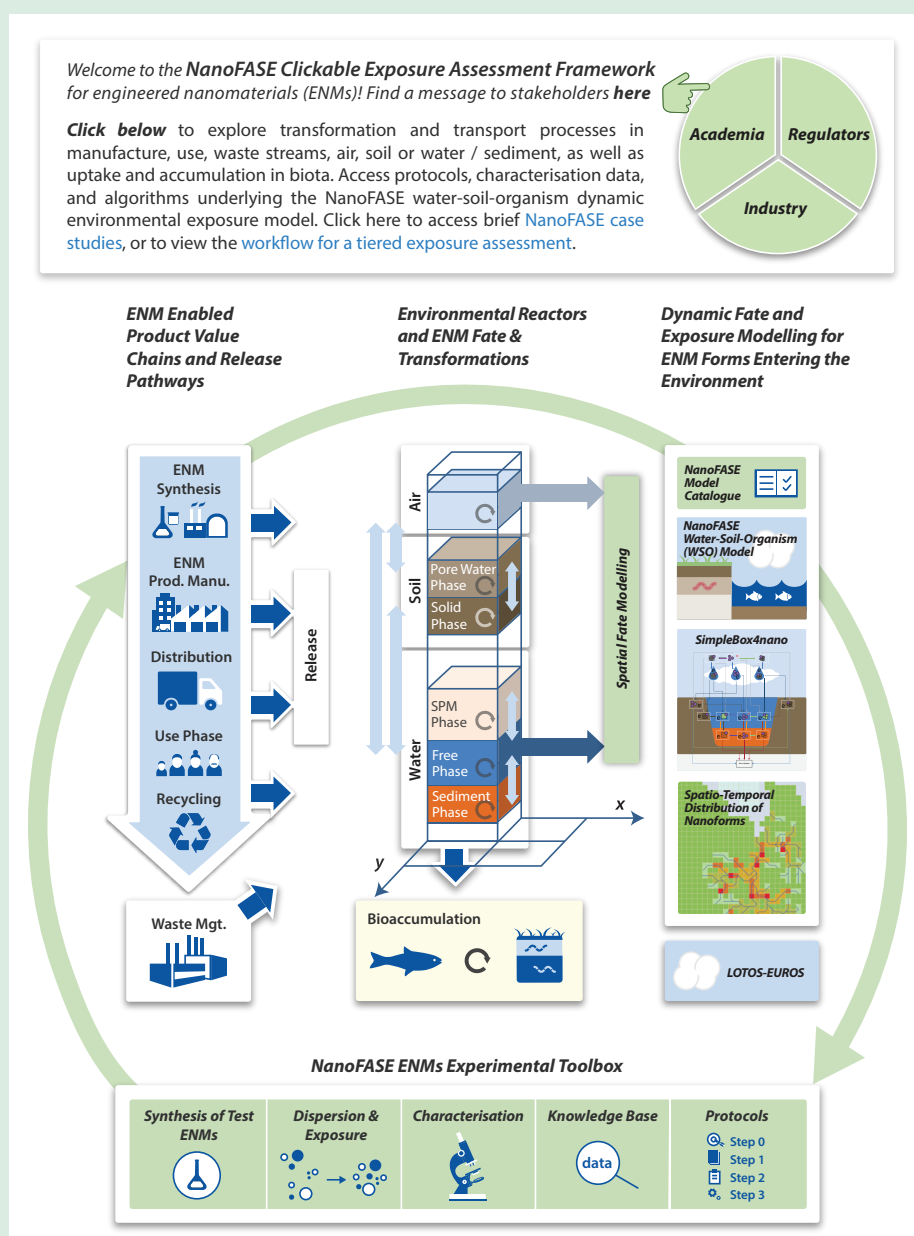 Welcome to the NanoFASE Clickable Exposure Assessment Framework
for engineered nanomaterials (ENMs)! Find a message to stakeholders here
Click below to explore transformation and transport processes in
manufacture, use, waste streams, air, soil or water / sediment, as well as
uptake and accumulation in biota. Access protocols, characterisation data,
and algorithms underlying the NanoFASE water-soil-organism dynamic
environmental exposure model. Click here to access brief NanoFASE case
studies, or to view the workflow for a tiered exposure assessment.
Academia
Regulators
Industry
ENM Enabled
Product Value
Chains and Release
Pathways
Environmental Reactors
and ENM Fate &
Transformations
Dynamic Fate and
Exposure Modelling for
ENM Forms Entering the
Environment
ENM
Synthesis
ENM
Prod. Manu.
Distribution
Use Phase
Recycling
Waste Mgt.
Release
Air
Soil
Water
Pore Water
Phase
Solid
Phase
SPM
Phase
Free
Phase
Sediment
Phase
x
y
Spatial Fate Modelling
Bioaccumulation
NanoFASE
Model
Catalogue
NanoFASE
Water-Soil-Organism
(WSO) Model
SimpleBox4nano
Spatio-Temporal
Distribution of
Nanoforms
LOTOS-EUROS
NanoFASE ENMs Experimental Toolbox
Synthesis of Test
ENMs
Dispersion &
Exposure
Characterisation
Knowledge Base
data
Protocols
Step 0
Step 1
Step 2
Step 3